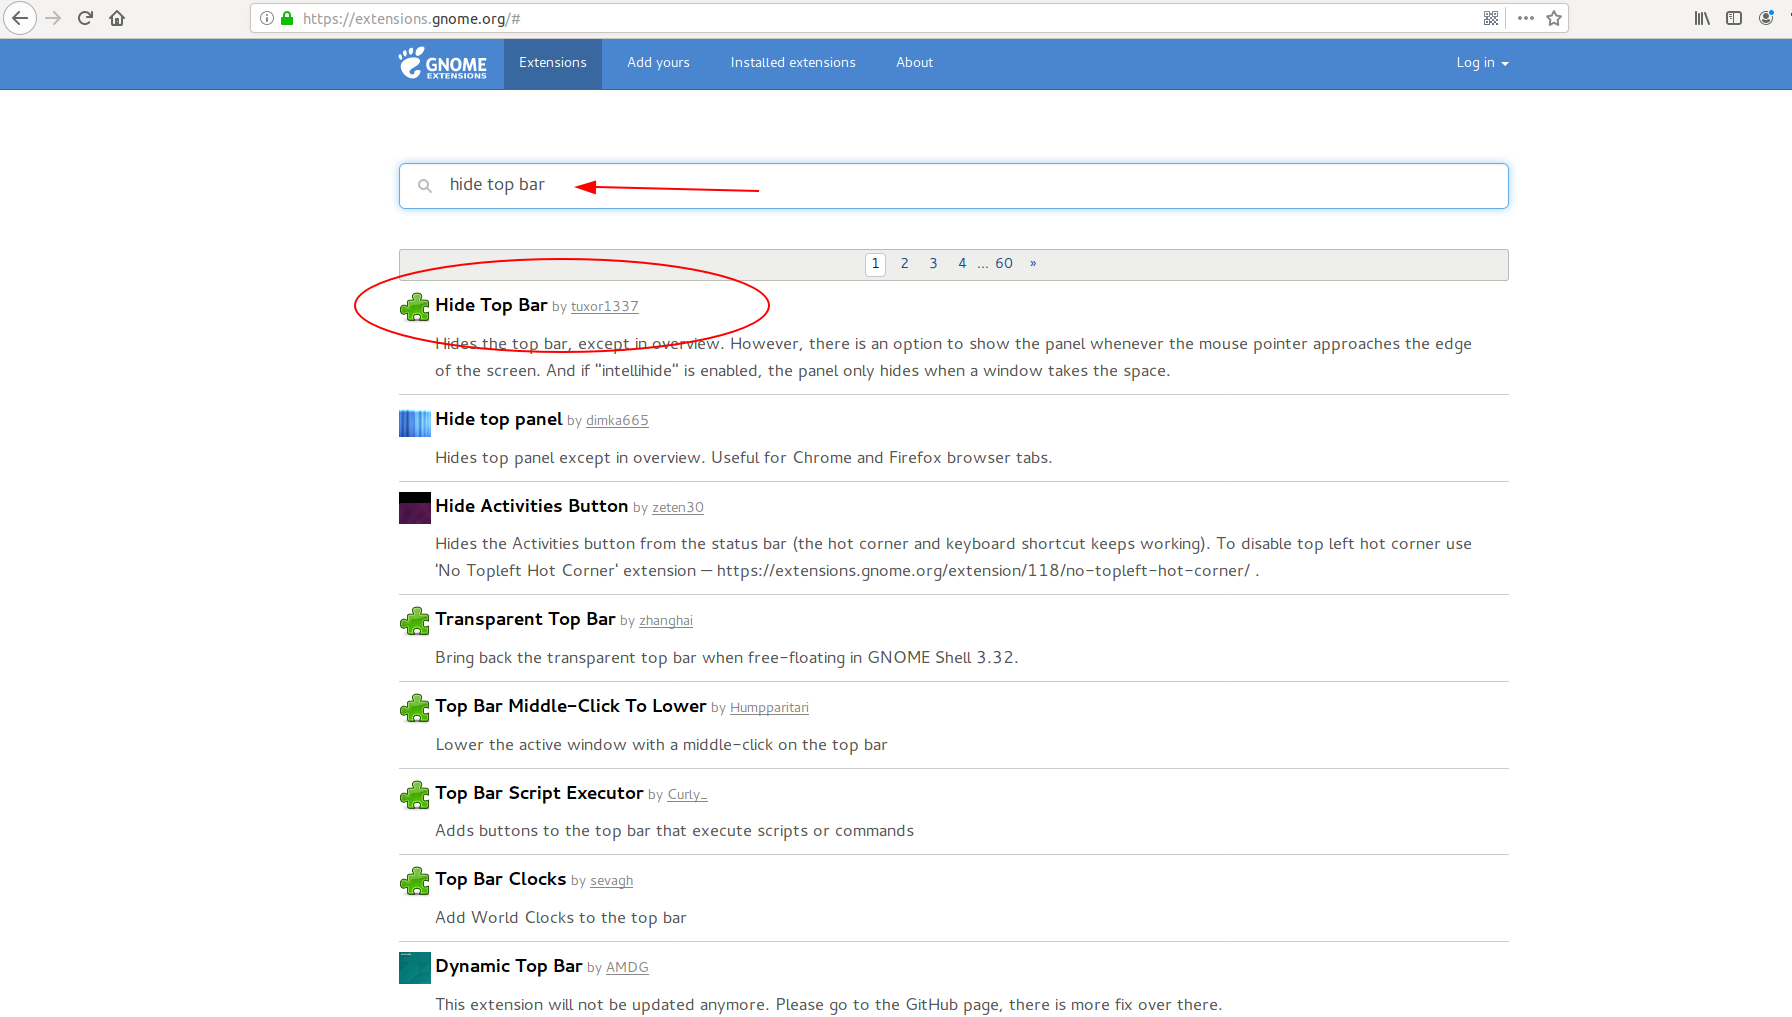 https://extensions.gnome.org/#
GNOME
EXTENSIONS
Extensions
Add yours
Installed extensions
About
Log in
hide top bar
1 2 3 4 ... 60 »
Hide Top Bar by tuxor1337
Hides the top bar, except in overview. However, there is an option to show the panel whenever the mouse pointer approaches the edge
of the screen. And if "intellihide" is enabled, the panel only hides when a window takes the space.
Hide top panel by dimka665
Hides top panel except in overview. Useful for Chrome and Firefox browser tabs.
Hide Activities Button by zeten30
Hides the Activities button from the status bar (the hot corner and keyboard shortcut keeps working). To disable top left hot corner use
'No Topleft Hot Corner' extension — https://extensions.gnome.org/extension/118/no-topleft-hot-corner/ .
Transparent Top Bar by zhanghai
Bring back the transparent top bar when free-floating in GNOME Shell 3.32.
Top Bar Middle-Click To Lower by Humpparitari
Lower the active window with a middle-click on the top bar
Top Bar Script Executor by Curly_
Adds buttons to the top bar that execute scripts or commands
Top Bar Clocks by sevagh
Add World Clocks to the top bar
Dynamic Top Bar by AMDG
This extension will not be updated anymore. Please go to the GitHub page, there is more fix over there.